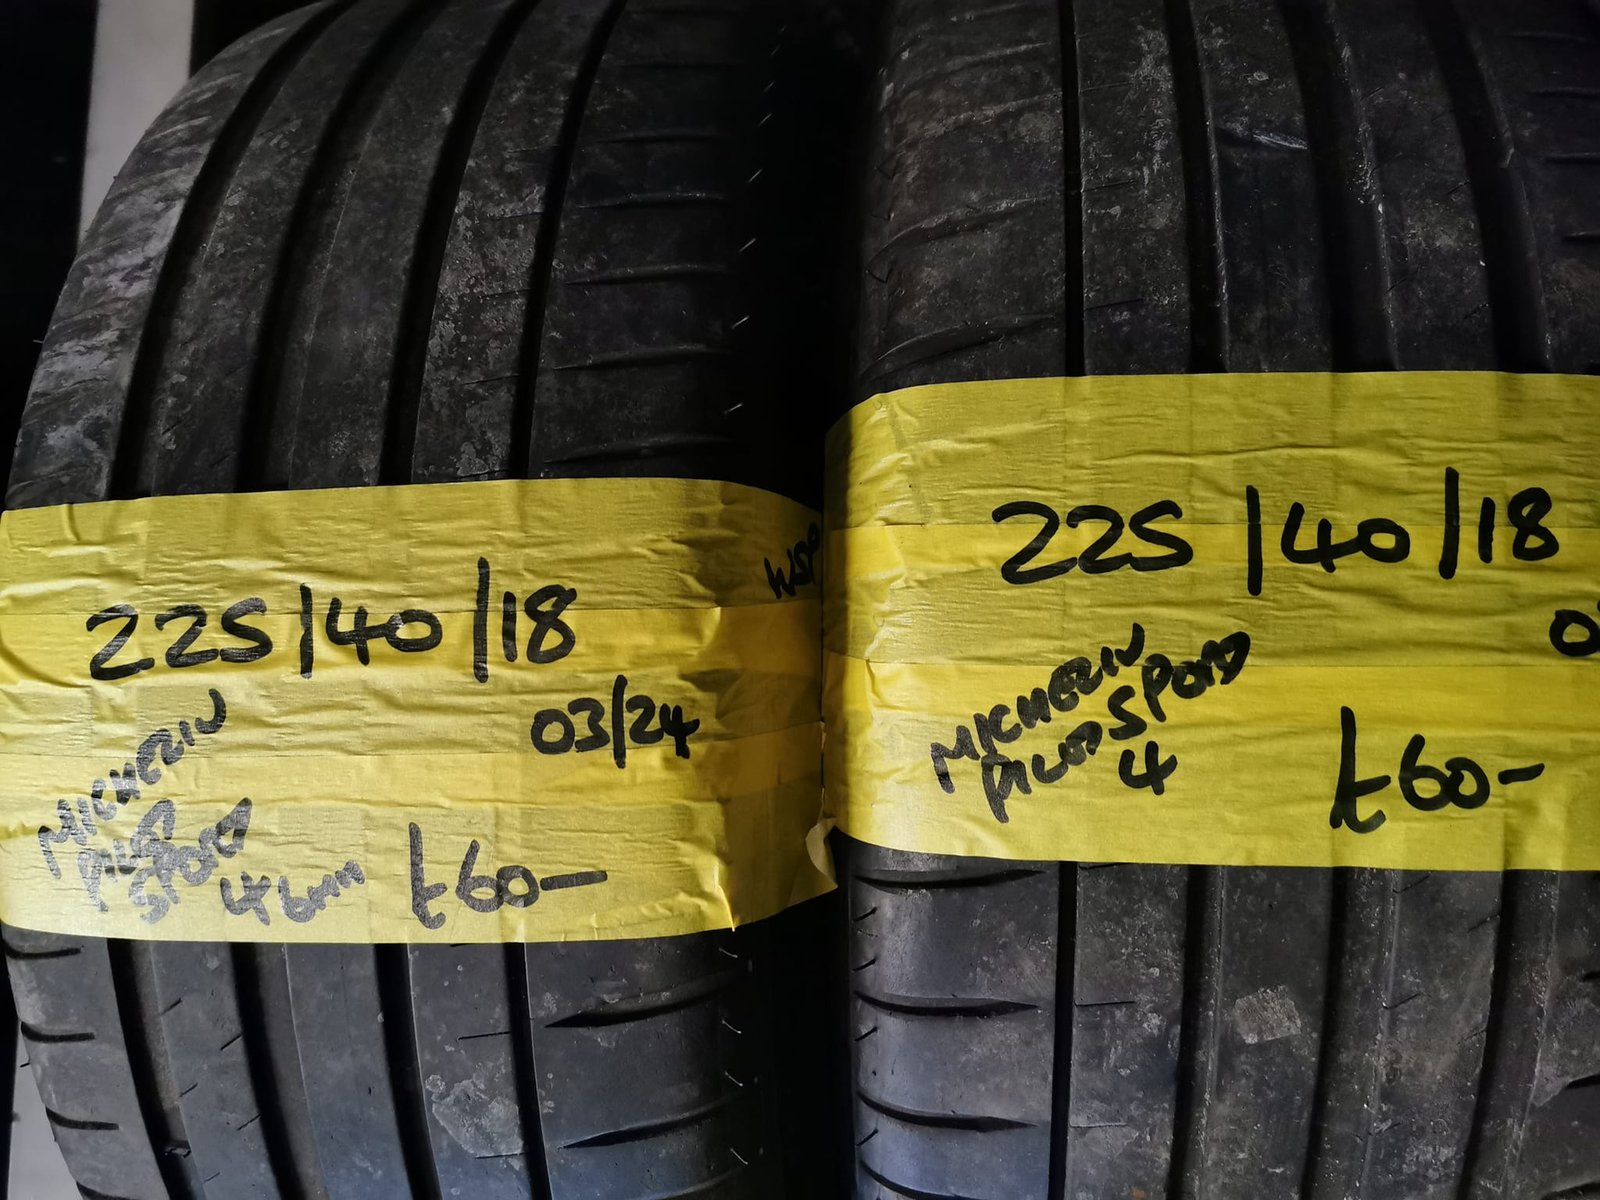 225/40/18
03/24
MICHELIN
PILOT
SPORT
4 6mm
£60-
225/40/18
MICHELIN
PILOT SPORT
4
£60-